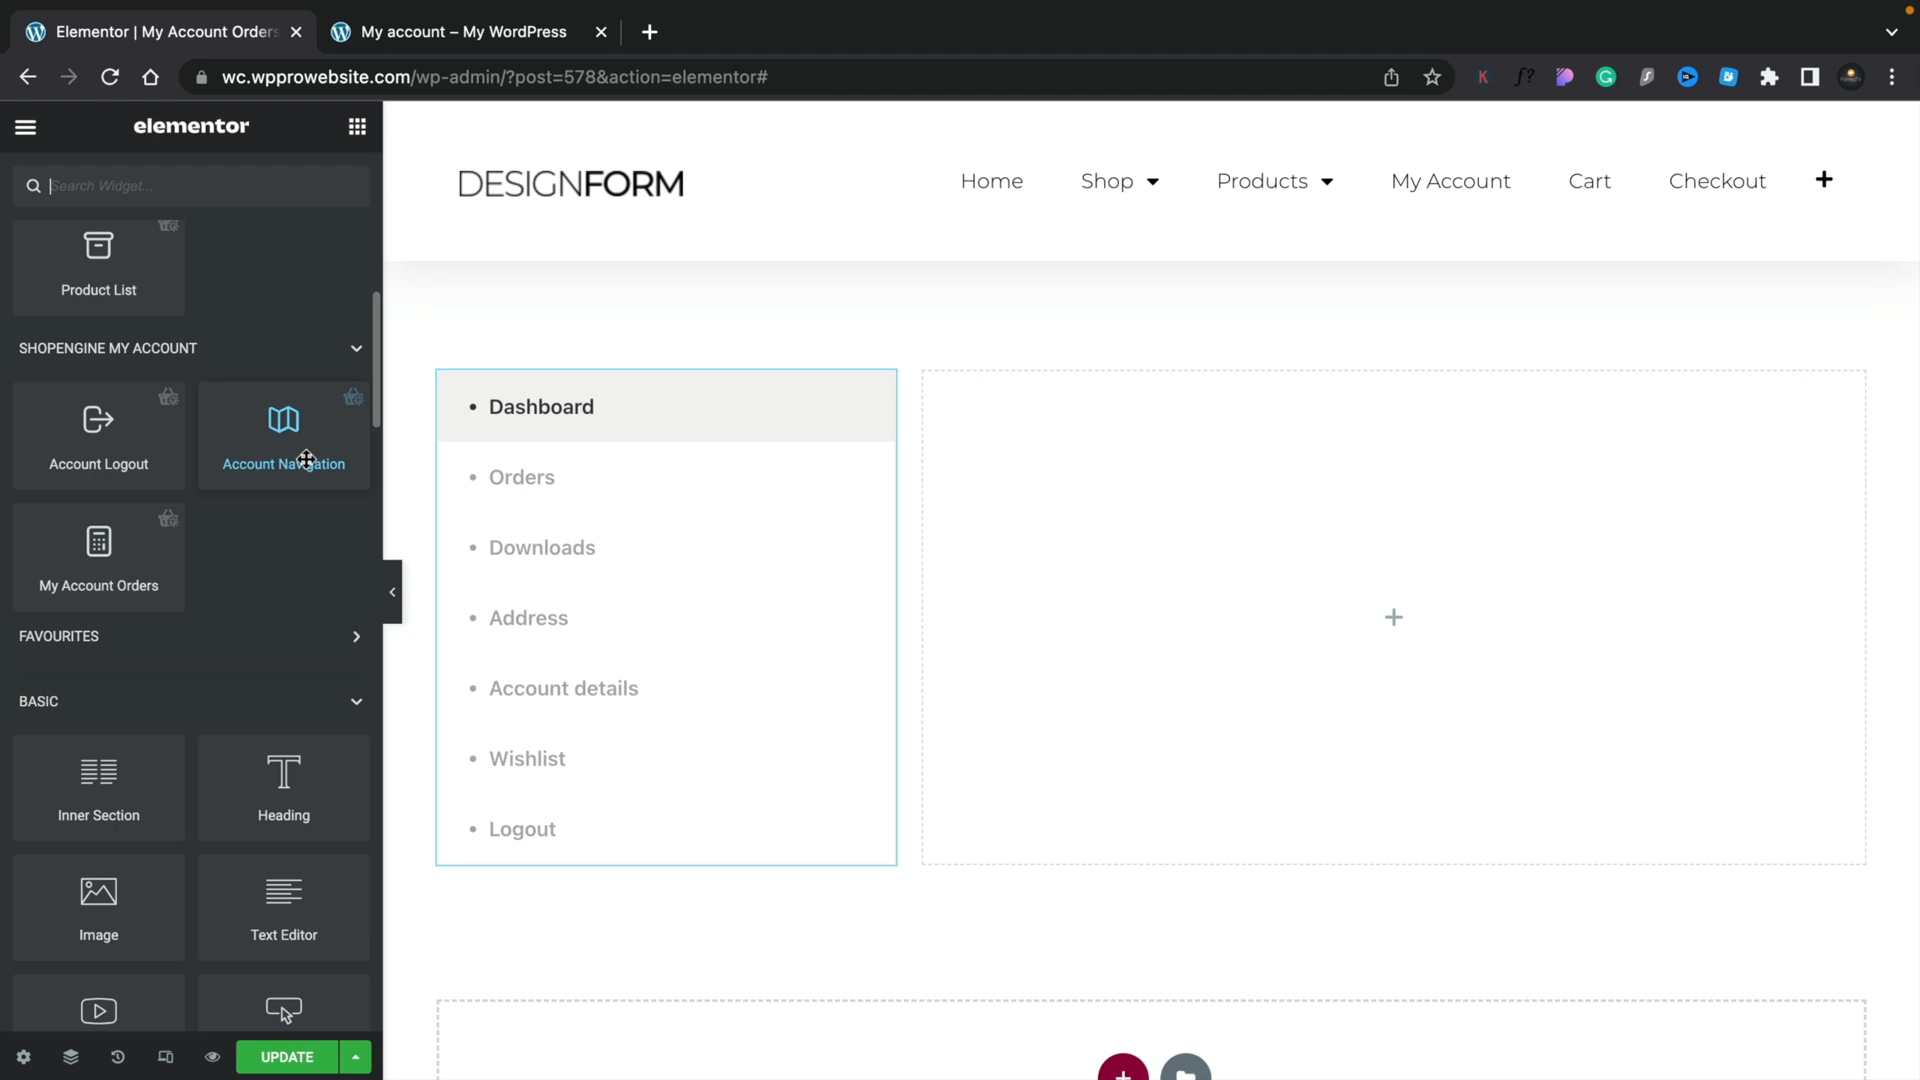 Elementor | My Account Orders
My account – My WordPress
wc.wpprowebsite.com/wp-admin/?post=578&action=elementor#
elementor
Search Widget...
Product List
SHOPENGINE MY ACCOUNT
Account Logout
Account Navigation
My Account Orders
FAVOURITES
BASIC
Inner Section
Heading
Image
Text Editor
UPDATE
DESIGNFORM
Home
Shop
Products
My Account
Cart
Checkout
Dashboard
Orders
Downloads
Address
Account details
Wishlist
Logout